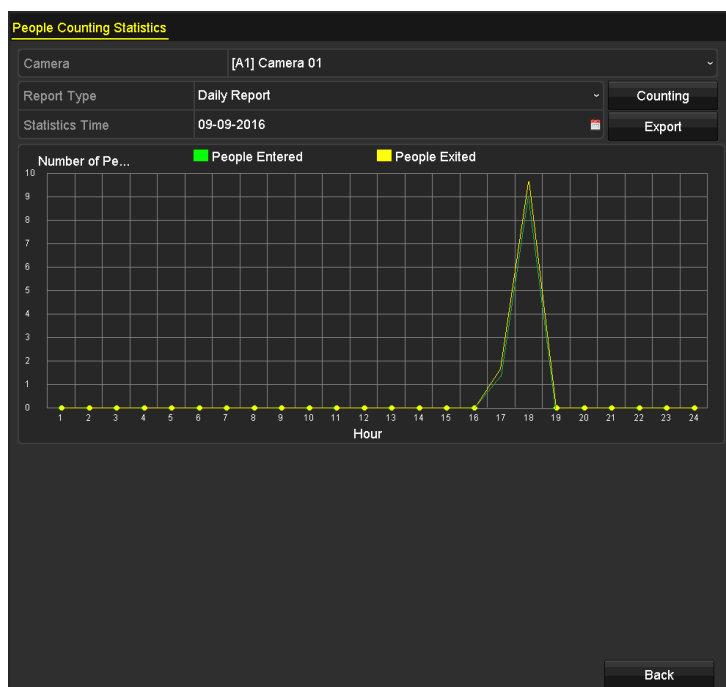 People Counting Statistics
Camera [A1] Camera 01
Report Type Daily Report Counting
Statistics Time 09-09-2016 Export
Number of Pe... People Entered People Exited
10
9
8
7
6
5
4
3
2
1
0
1 2 3 4 5 6 7 8 9 10 11 12 13 14 15 16 17 18 19 20 21 22 23 24
Hour
Back